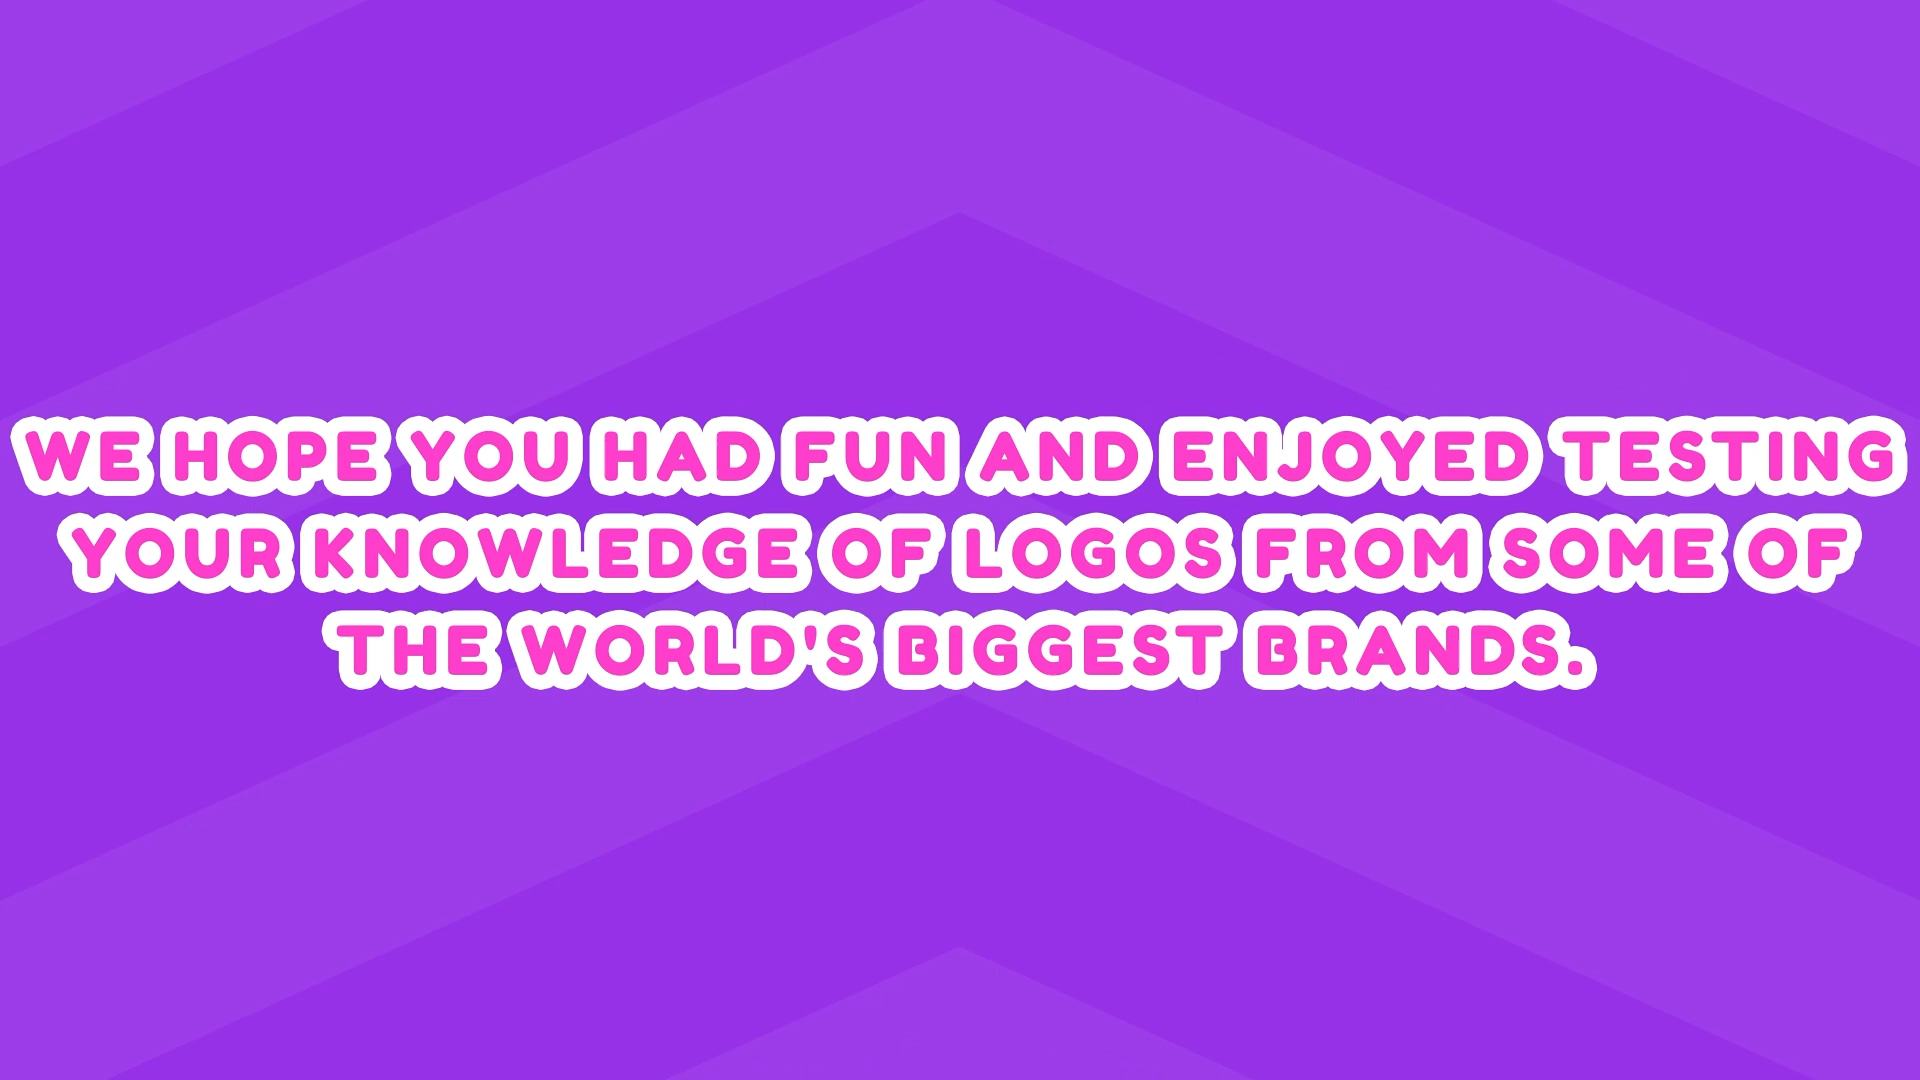 WE HOPE YOU HAD FUN AND ENJOYED TESTING
YOUR KNOWLEDGE OF LOGOS FROM SOME OF
THE WORLD'S BIGGEST BRANDS.